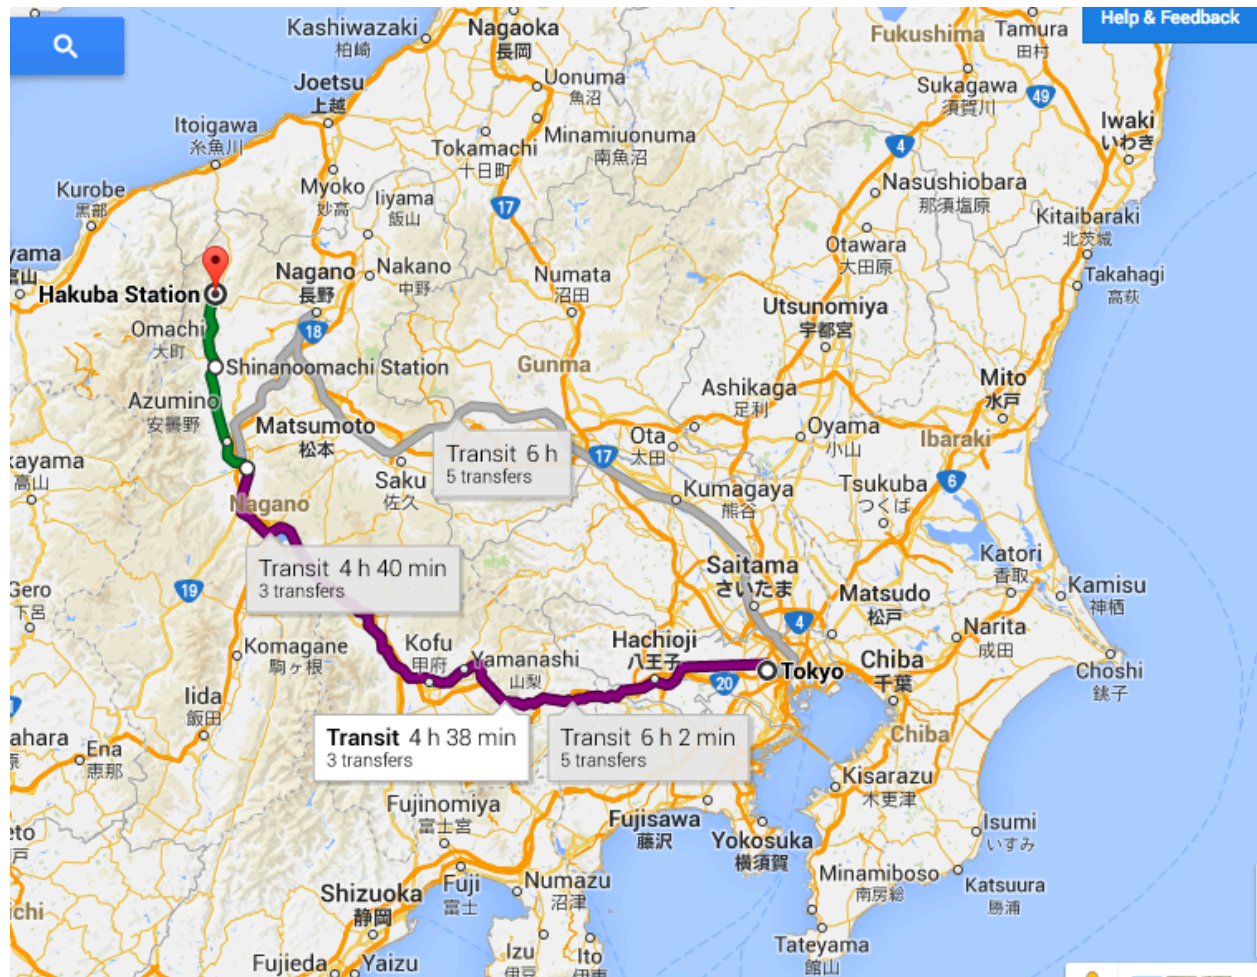 Help & Feedback
Kashiwazaki
柏崎
Nagaoka
長岡
Fukushima
Tamura
田村
Joetsu
上越
Uonuma
魚沼
Sukagawa
須賀川
49
Itoigawa
糸魚川
Tokamachi
十日町
Minamiuonuma
南魚沼
4
Iwaki
いわき
Kurobe
黒部
Myoko
妙高
Iiyama
飯山
17
Nasushiobara
那須塩原
Kitaibaraki
北茨城
yama
富山
Nagano
長野
Nakano
中野
Numata
沼田
Otawara
大田原
Takahagi
高萩
Hakuba Station
Utsunomiya
宇都宮
Omachi
大町
18
Shinanoomachi Station
Gunma
Azumino
安曇野
Ashikaga
足利
Mito
水戸
Matsumoto
松本
Transit 6 h
5 transfers
Ota
太田
Oyama
小山
Ibaraki
kayama
高山
17
Saku
佐久
Kumagaya
熊谷
Tsukuba
つくば
6
Nagano
Transit 4 h 40 min
3 transfers
Saitama
さいたま
Katori
香取
Kamisu
神栖
Gero
下呂
19
Matsudo
松戸
4
Narita
成田
Komagane
駒ヶ根
Kofu
甲府
Yamanashi
山梨
Hachioji
八王子
20
Tokyo
Chiba
千葉
Choshi
銚子
Iida
飯田
Transit 4 h 38 min
3 transfers
Transit 6 h 2 min
5 transfers
Chiba
ahara
原
Ena
恵那
Kisarazu
木更津
Fujinomiya
富士宮
Fujisawa
藤沢
Yokosuka
横須賀
Isumi
いすみ
eto
戸
Minamiboso
南房総
Katsuura
勝浦
Shizuoka
静岡
Fuji
富士
Numazu
沼津
chi
Tateyama
館山
Izu
Ito
Fujieda
Yaizu